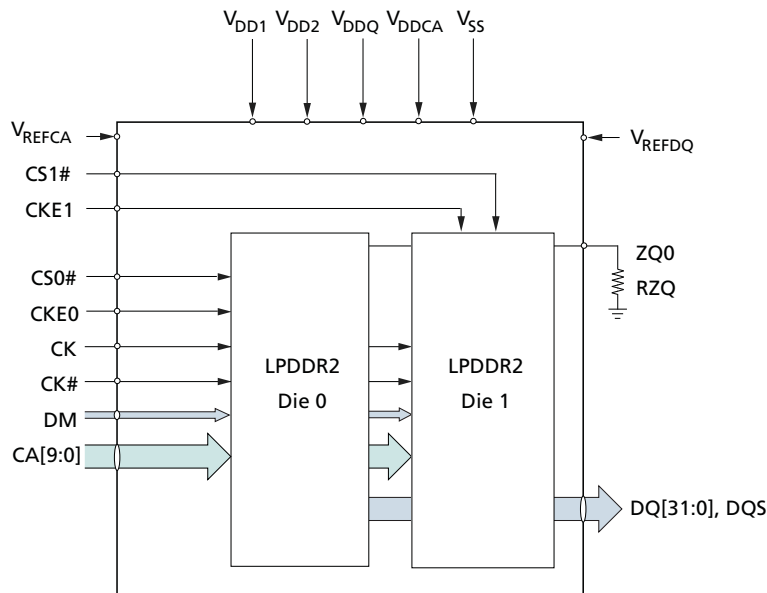 VDD1 VDD2 VDDQ VDDCA VSS
VREFCA
VREFDQ
CS1#
CKE1
ZQ0
CS0#
RZQ
CKE0
CK
LPDDR2
Die 0
LPDDR2
Die 1
CK#
DM
CA[9:0]
DQ[31:0], DQS